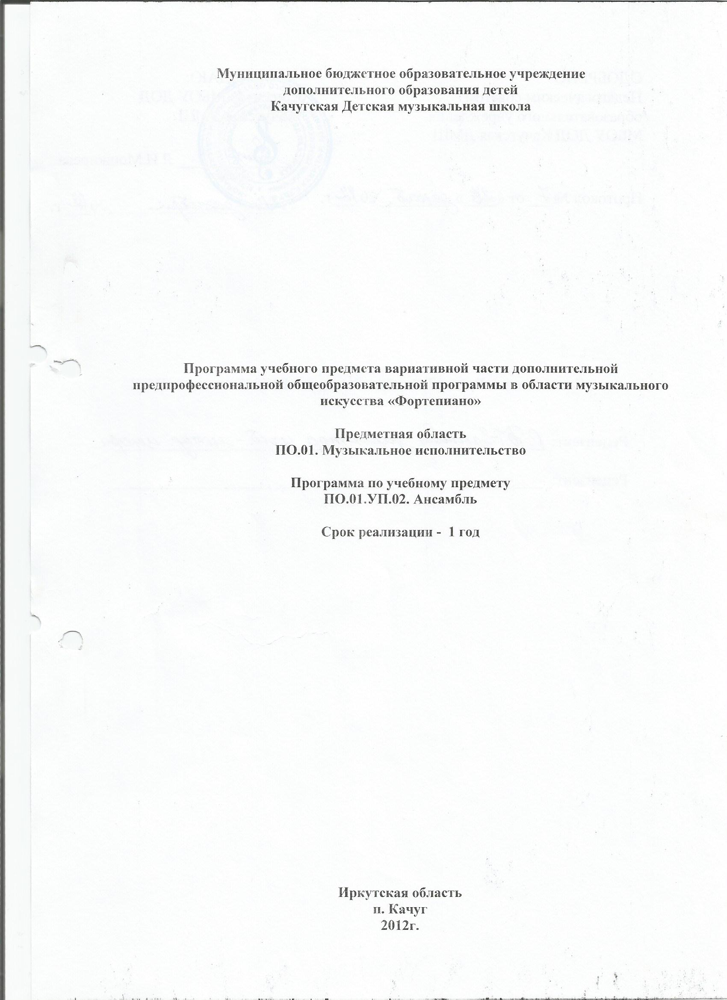 Муниципальное бюджетное образовательное учреждение
дополнительного образования детей
Качугская Детская музыкальная школа
Программа учебного предмета вариативной части дополнительной
предпрофессиональной общеобразовательной программы в области музыкального
искусства «Фортепиано»
Предметная область
ПО.01. Музыкальное исполнительство
Программа по учебному предмету
ПО.01.УП.02. Ансамбль
Срок реализации - 1 год
Иркутская область
п. Качуг
2012г.